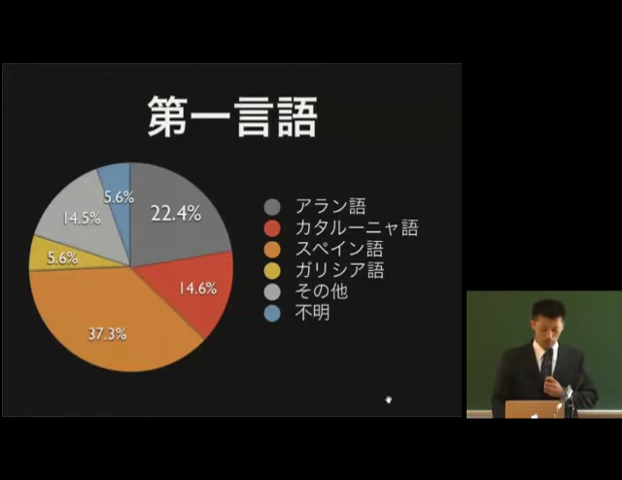 第一言語
22.4%
14.6%
37.3%
5.6%
14.5%
5.6%
アラン語
カタルーニャ語
スペイン語
ガリシア語
その他
不明